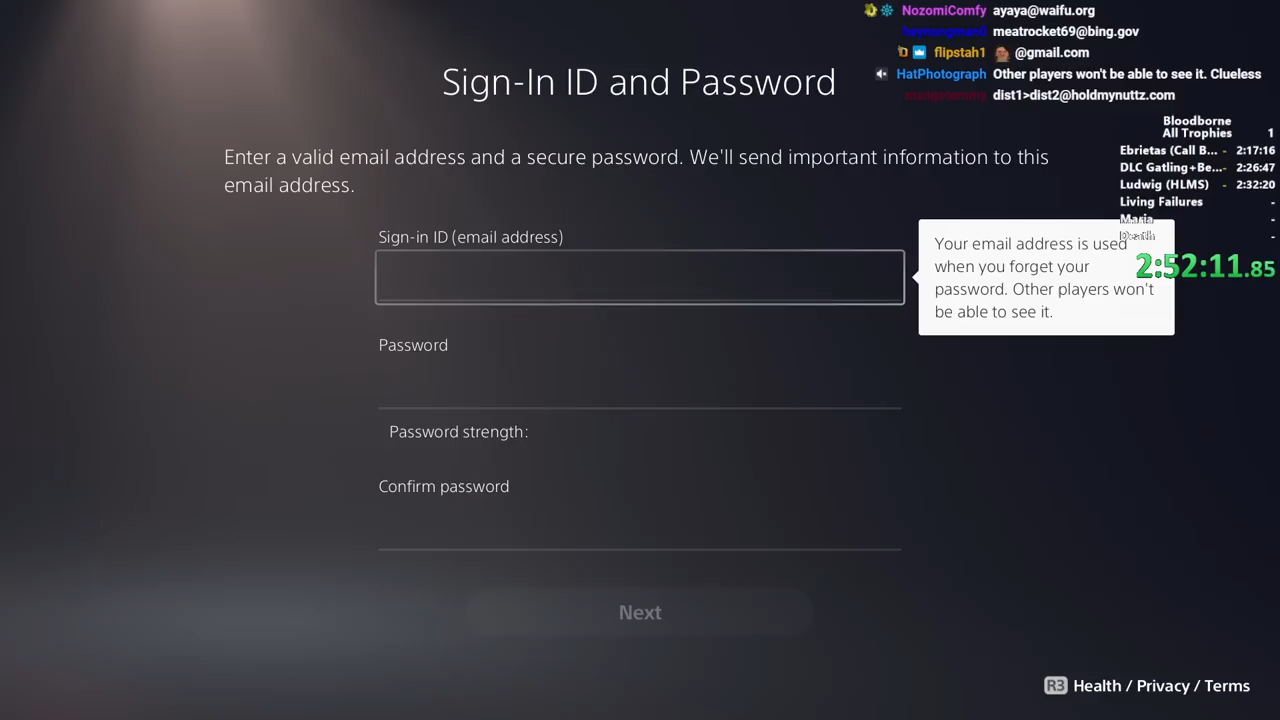 NozomiComfy ayaya@waifu.org
meatrocket69@bing.gov
flipstah1 @gmail.com
HatPhotograph Other players won't be able to see it. Clueless
dist1>dist2@holdmynuttz.com
Sign-In ID and Password
Bloodborne
All Trophies 1
Ebrietas (Call B... - 2:17:16
DLC Gatling+Be... - 2:26:47
Ludwig (HLMS) - 2:32:20
Living Failures -
Maria -
-
2:52:11.85
Enter a valid email address and a secure password. We'll send important information to this
email address.
Sign-in ID (email address)
Your email address is used
when you forget your
password. Other players won't
be able to see it.
Password
Password strength:
Confirm password
Next
R3 Health / Privacy / Terms